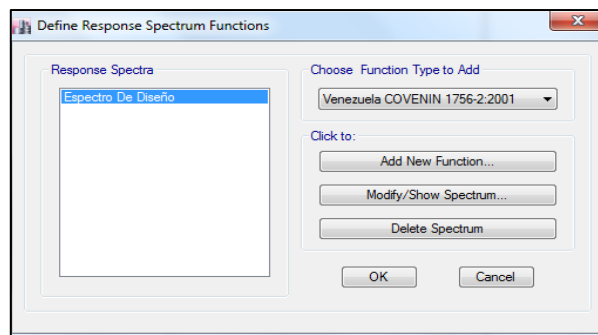 Define Response Spectrum Functions
Response Spectra
Espectro De Diseño
Choose Function Type to Add
Venezuela COVENIN 1756-2:2001
Click to:
Add New Function...
Modify/Show Spectrum...
Delete Spectrum
OK
Cancel